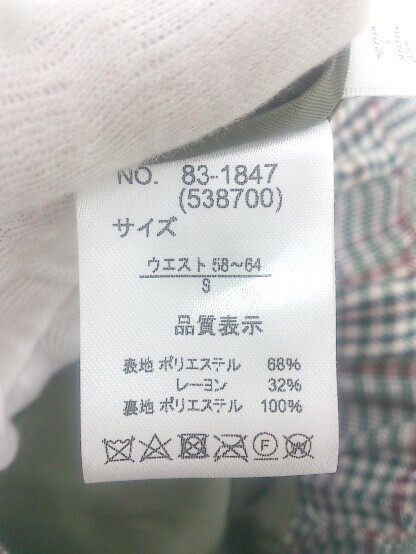 NO. 83-1847
(538700)
サイズ
ウエスト 58～64
S
品質表示
表地 ポリエステル 68%
レーヨン 32%
裏地 ポリエステル 100%
F W